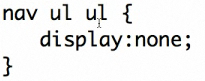 nav ul ul {
display:none;
}